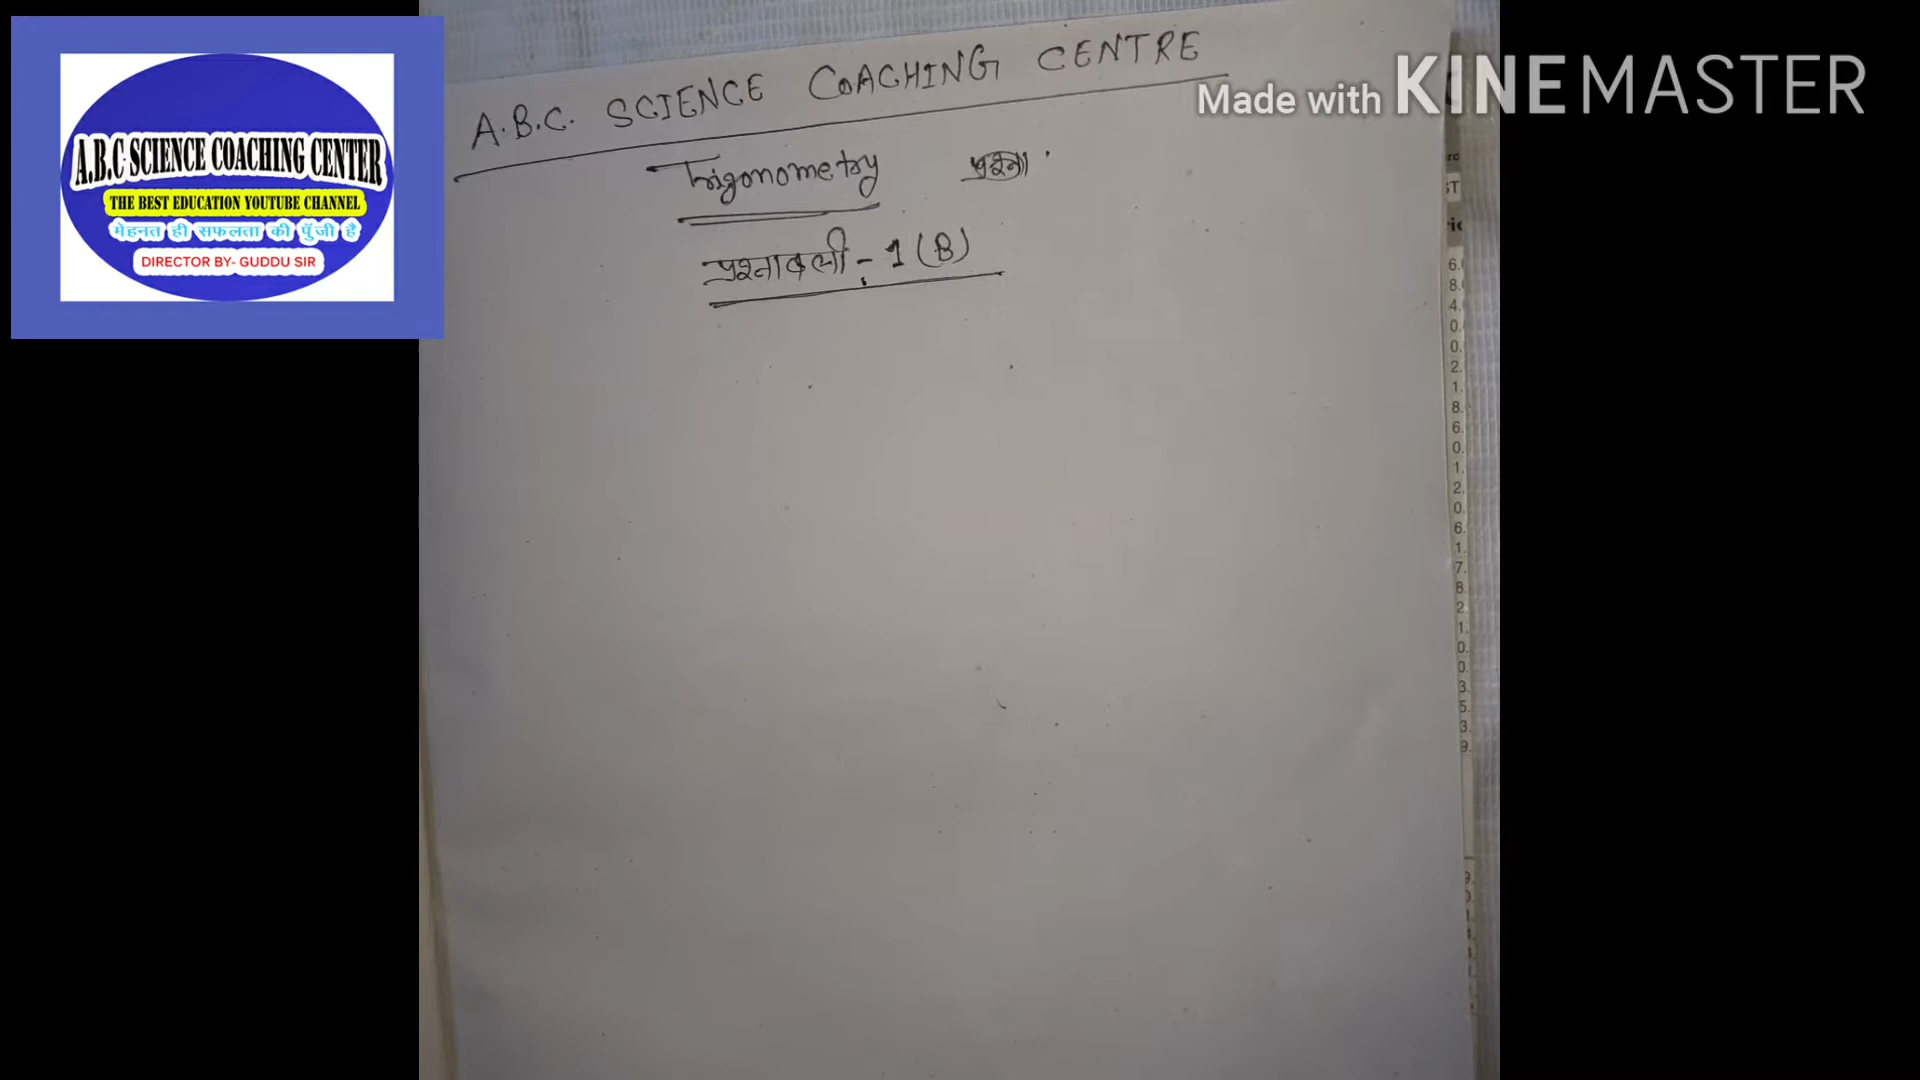 A.B.C SCIENCE COACHING CENTER
THE BEST EDUCATION YOUTUBE CHANNEL
मेहनत ही सफलता की पुँजी है
DIRECTOR BY- GUDDU SIR
Made with KINEMASTER
A.B.C. SCIENCE COACHING CENTRE
Trigonometry
प्रश्नावली - 1 (B)